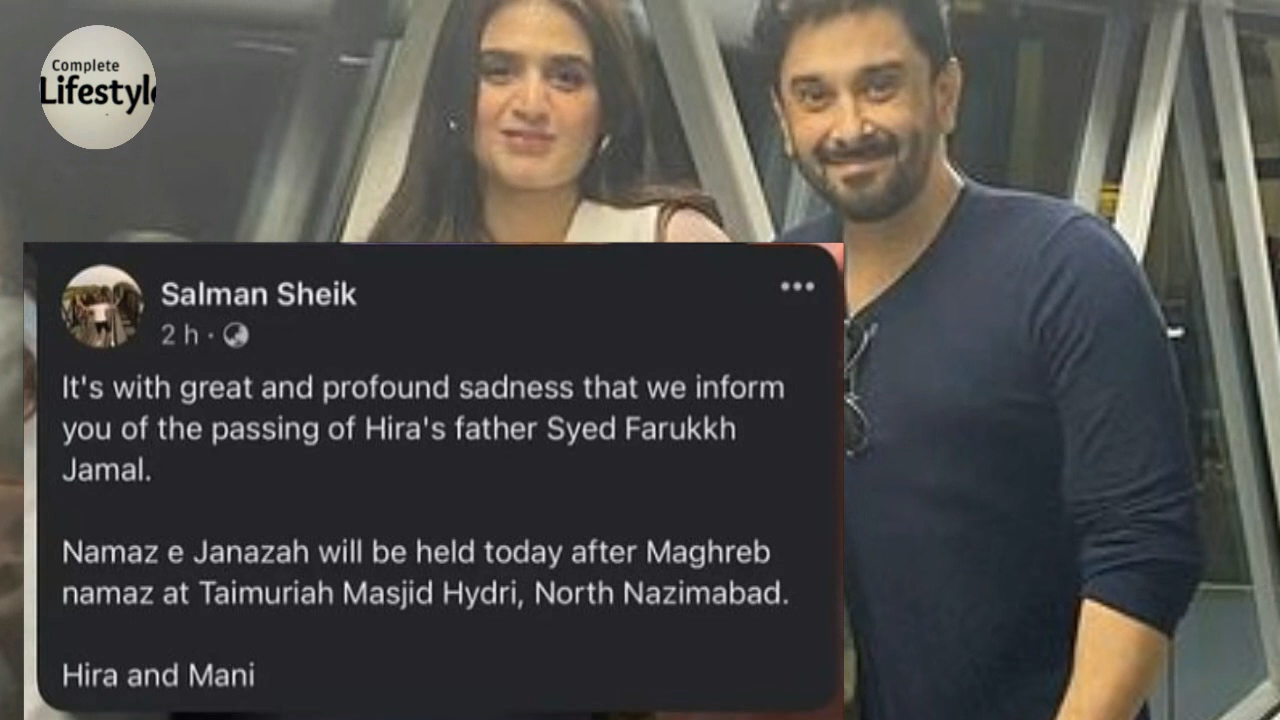 Complete
Lifestyle
Salman Sheik
2 h ·
It's with great and profound sadness that we inform
you of the passing of Hira's father Syed Farukkh
Jamal.
Namaz e Janazah will be held today after Maghreb
namaz at Taimuriah Masjid Hydri, North Nazimabad.
Hira and Mani